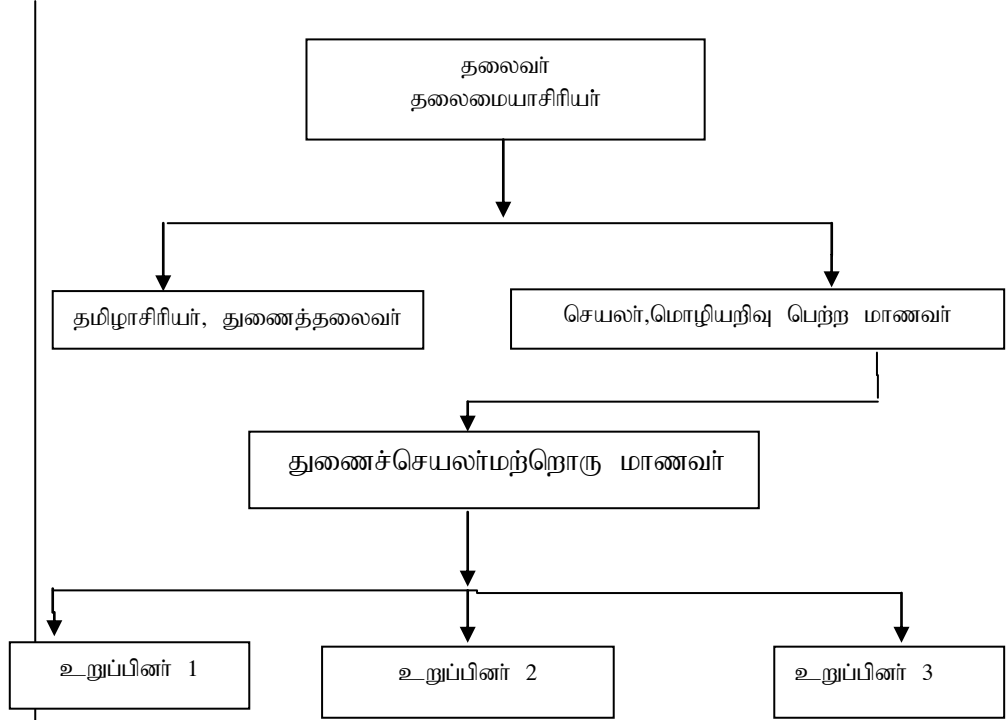 தலைவர்
தலைமையாசிரியர்
தமிழாசிரியர், துணைத்தலைவர்
செயலர்,மொழியறிவு பெற்ற மாணவர்
துணைச்செயலர்மற்றொரு மாணவர்
உறுப்பினர் 1
உறுப்பினர் 2
உறுப்பினர் 3